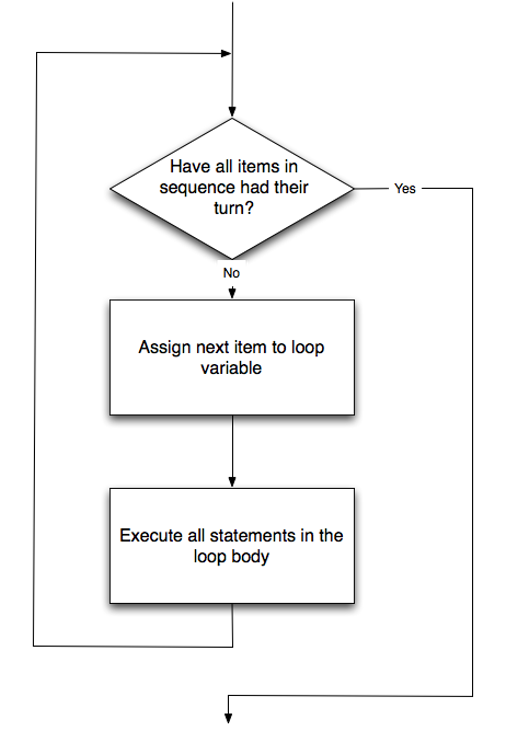 Have all items in
sequence had their
turn?
Yes
No
Assign next item to loop
variable
Execute all statements in the
loop body